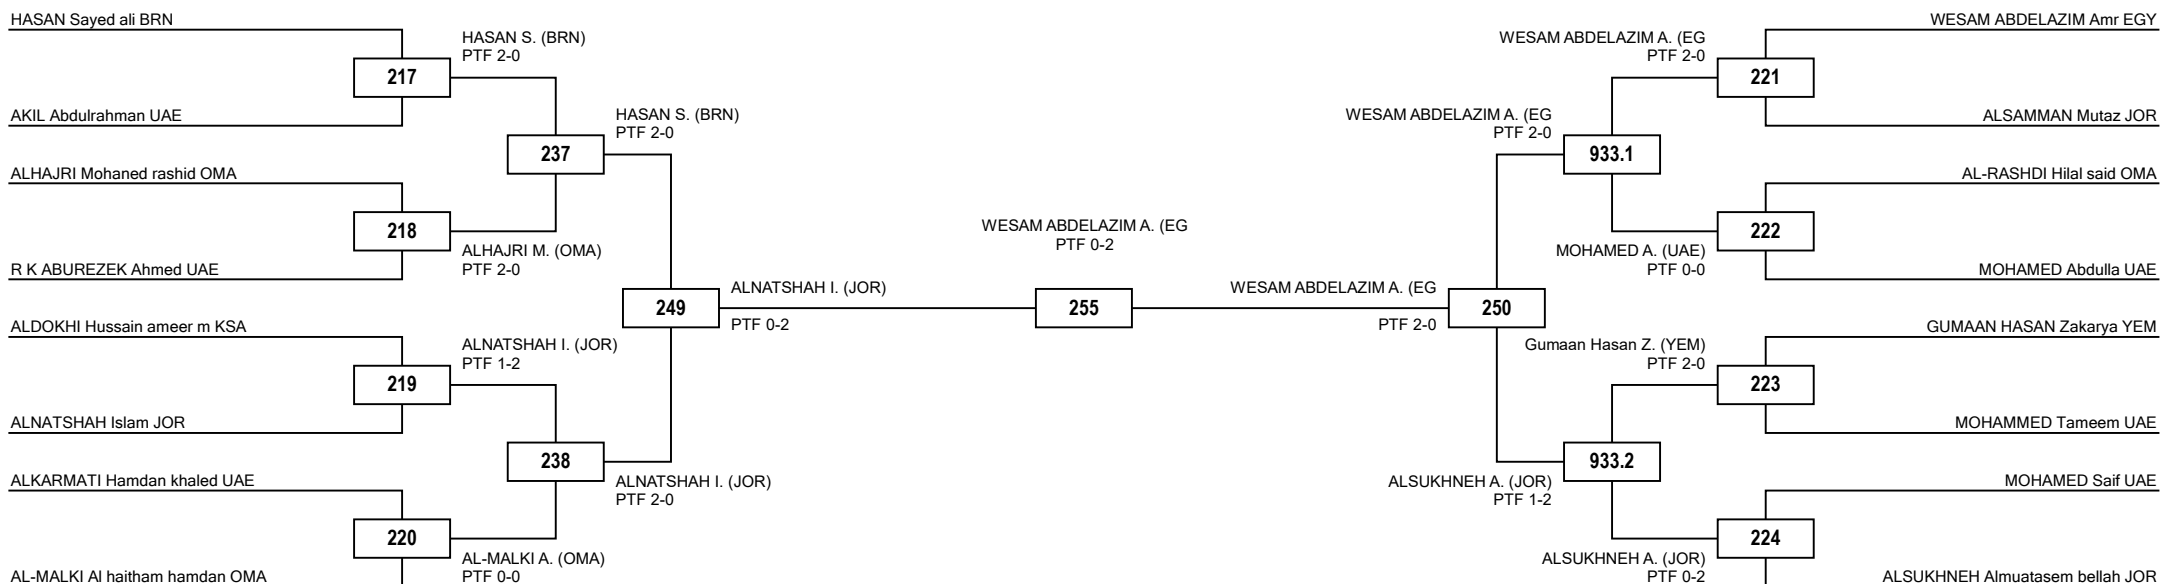 HASAN Sayed ali BRN
HASAN S. (BRN)
PTF 2-0
217
AKIL Abdulrahman UAE
HASAN S. (BRN)
PTF 2-0
237
ALHAJRI Mohaned rashid OMA
218
ALHAJRI M. (OMA)
PTF 2-0
R K ABUREZEK Ahmed UAE
249
ALNATSHAH I. (JOR)
PTF 0-2
ALDOKHI Hussain ameer m KSA
ALNATSHAH I. (JOR)
PTF 1-2
219
ALNATSHAH Islam JOR
238
ALNATSHAH I. (JOR)
PTF 2-0
ALKARMATI Hamdan khaled UAE
220
AL-MALKI A. (OMA)
PTF 0-0
AL-MALKI Al haitham hamdan OMA
WESAM ABDELAZIM A. (EG
PTF 0-2
255
WESAM ABDELAZIM Amr EGY
WESAM ABDELAZIM A. (EG
PTF 2-0
221
ALSAMMAN Mutaz JOR
WESAM ABDELAZIM A. (EG
PTF 2-0
933.1
AL-RASHDI Hilal said OMA
222
MOHAMED A. (UAE)
PTF 0-0
MOHAMED Abdulla UAE
WESAM ABDELAZIM A. (EG
PTF 2-0
250
GUMAAN HASAN Zakarya YEM
Gumaan Hasan Z. (YEM)
PTF 2-0
223
MOHAMMED Tameem UAE
933.2
ALSUKHNEH A. (JOR)
PTF 1-2
MOHAMED Saif UAE
224
ALSUKHNEH A. (JOR)
PTF 0-2
ALSUKHNEH Almuatasem bellah JOR